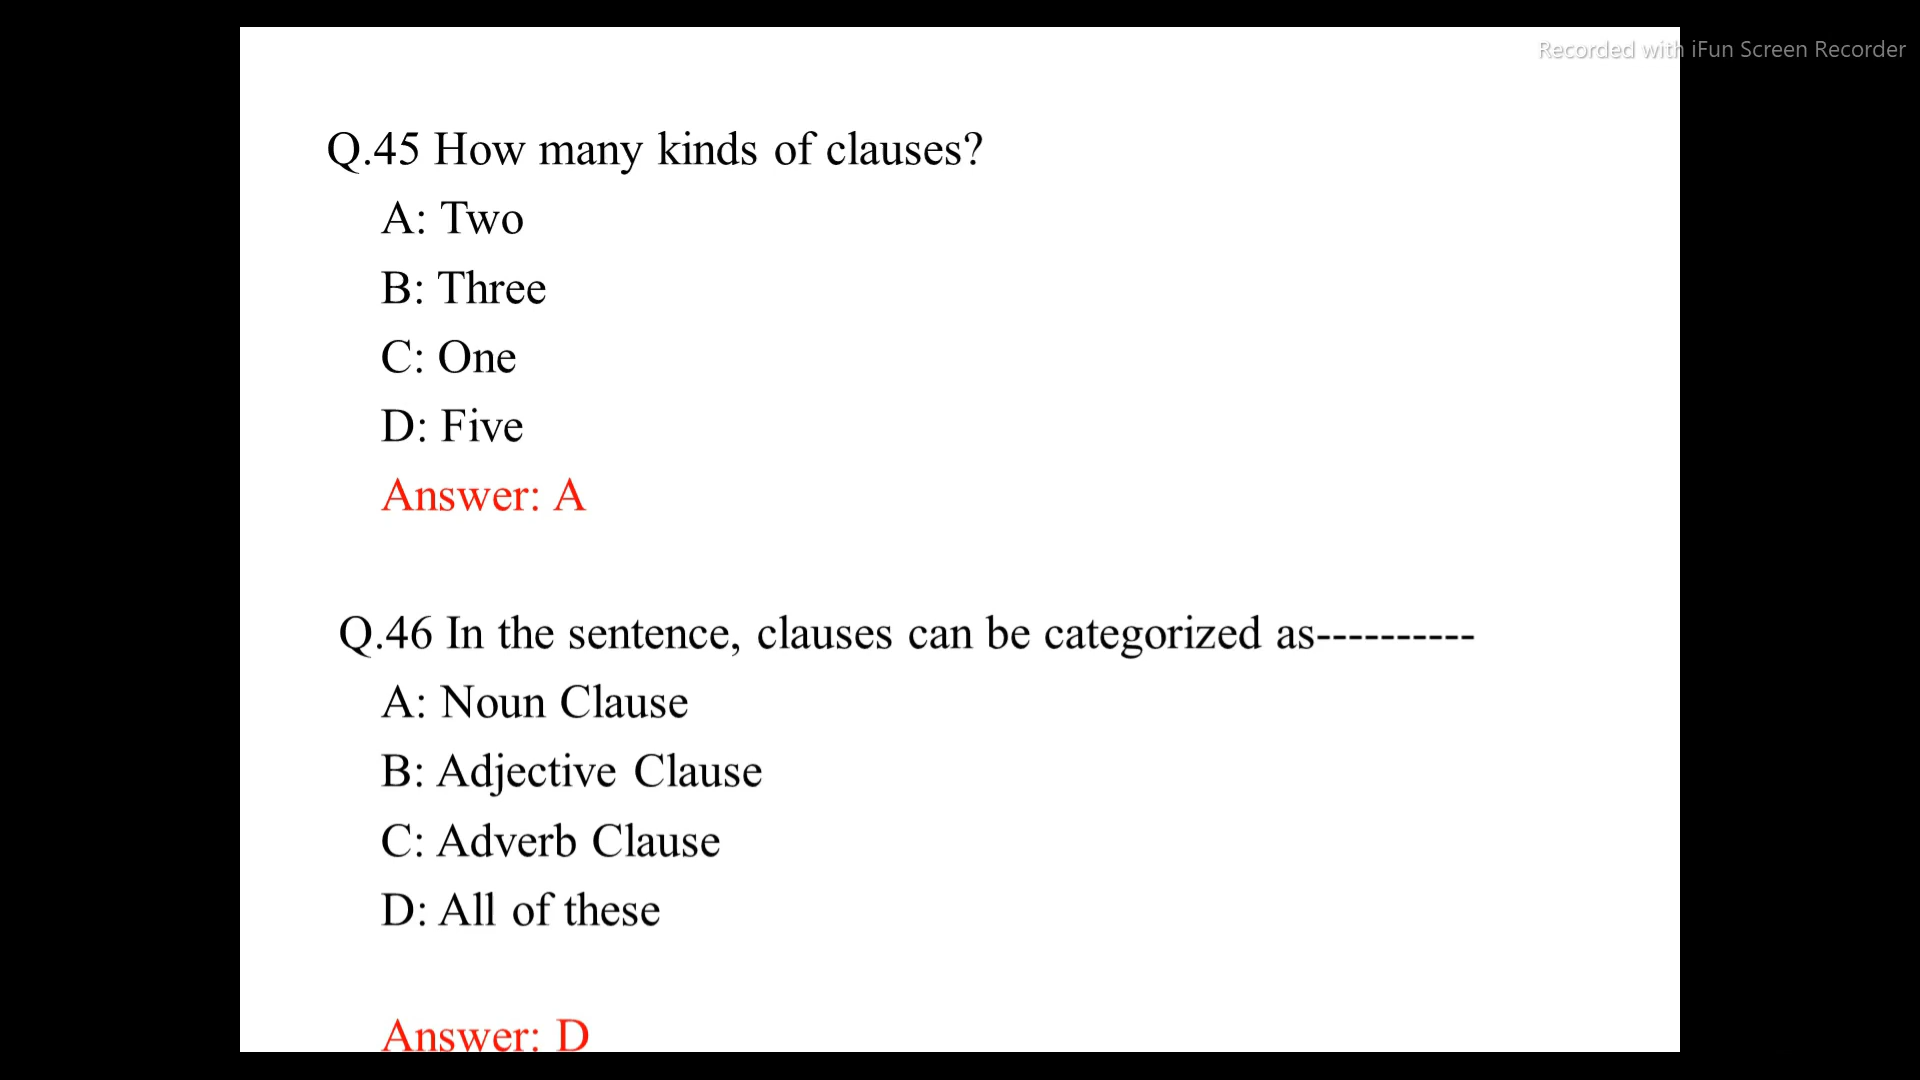 Recorded with iFun Screen Recorder
Q.45 How many kinds of clauses?
A: Two
B: Three
C: One
D: Five
Answer: A
Q.46 In the sentence, clauses can be categorized as----------
A: Noun Clause
B: Adjective Clause
C: Adverb Clause
D: All of these
Answer: D